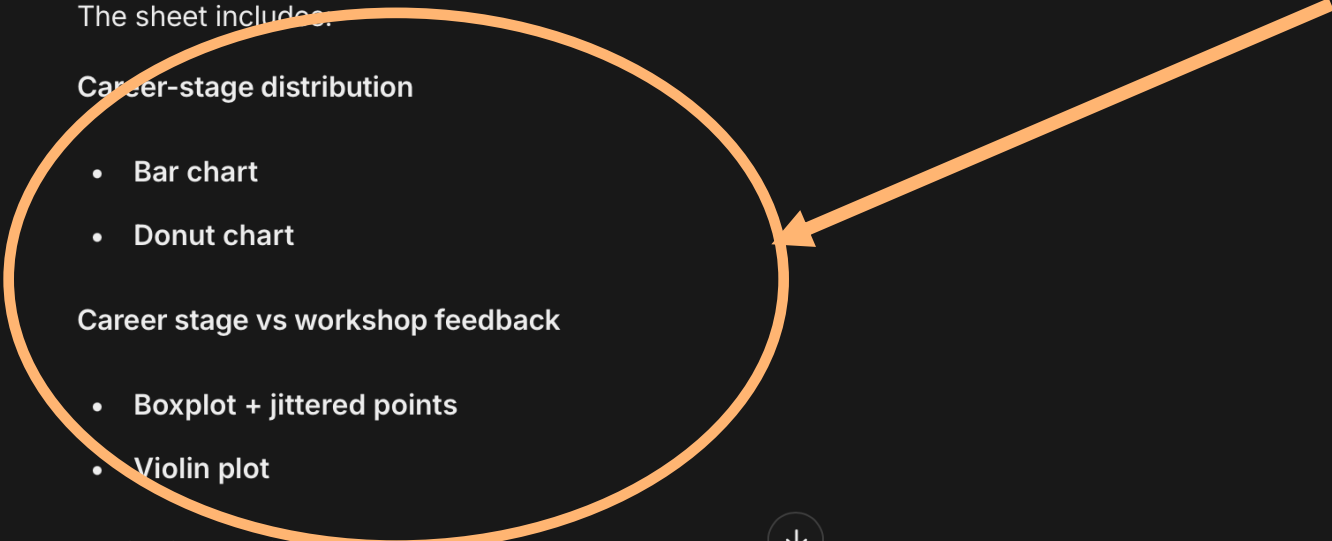 The sheet includes:
Career-stage distribution
• Bar chart
• Donut chart
Career stage vs workshop feedback
• Boxplot + jittered points
• Violin plot